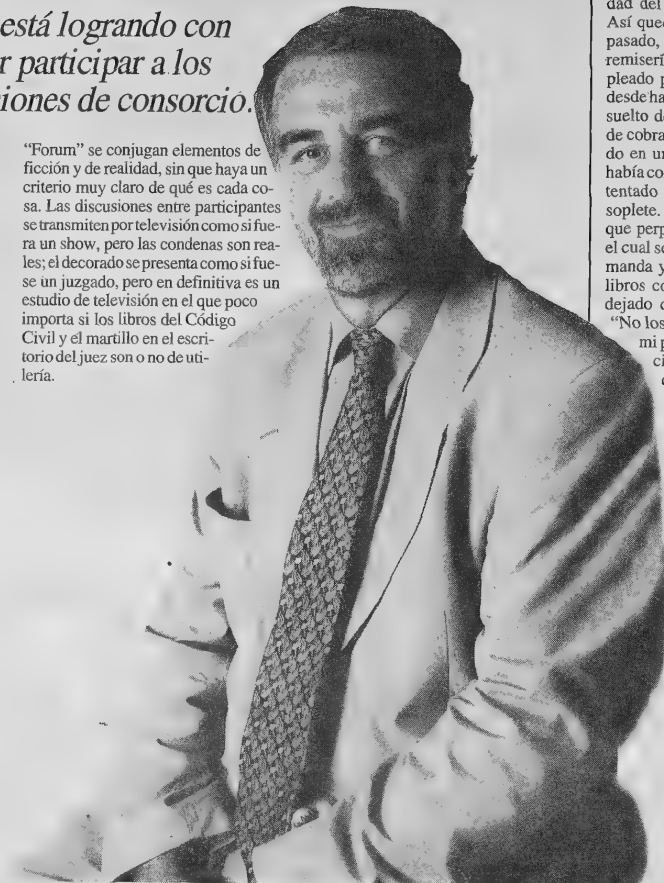 está logrando con
r participar a los
iones de consorcio.
“Forum” se conjugan elementos de
ficción y de realidad, sin que haya un
criterio muy claro de qué es cada co-
sa. Las discusiones entre participantes
se transmiten por televisión como si fue-
ra un show, pero las condenas son rea-
les; el decorado se presenta como si fue-
se un juzgado, pero en definitiva es un
estudio de televisión en el que poco
importa si los libros del Código
Civil y el martillo en el escri-
torio del juez son o no de uti-
lería.
dad del
Así qued
pasado,
remiserí
pleado p
desde ha
suelto de
de cobra
do en un
había co
tentado
soplete.
que perp
el cual se
manda y
libros co
dejado d
“No los
mi p
ci